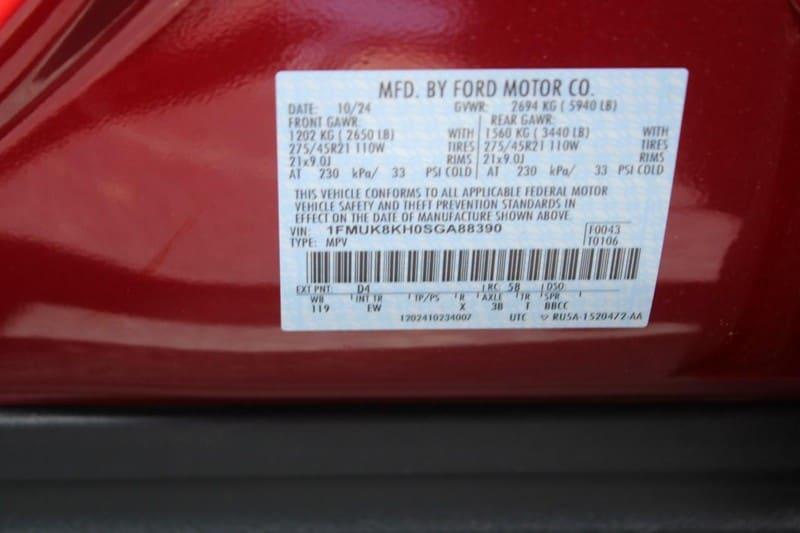 MFD. BY FORD MOTOR CO.
DATE: 10/24 GVWR: 2694 KG ( 5940 LB)
FRONT GAWR: REAR GAWR:
1202 KG ( 2650 LB) WITH 1560 KG ( 3440 LB) WITH
275/45R21 110W TIRES 275/45R21 110W TIRES
21x9.0J RIMS 21x9.0J RIMS
AT 230 kPa/ 33 PSI COLD AT 230 kPa/ 33 PSI COLD
THIS VEHICLE CONFORMS TO ALL APPLICABLE FEDERAL MOTOR
VEHICLE SAFETY AND THEFT PREVENTION STANDARDS IN
EFFECT ON THE DATE OF MANUFACTURE SHOWN ABOVE.
VIN: 1FMUK8KH0SGA88390 F0043
TYPE: MPV T0106
EXT PNT: D4 RC: 58 DSO:
WB INT TR TP/PS R AXLE TR SPR
119 EW X 3B T BBCC
1202410234007 UTC RU5A-1520472-AA